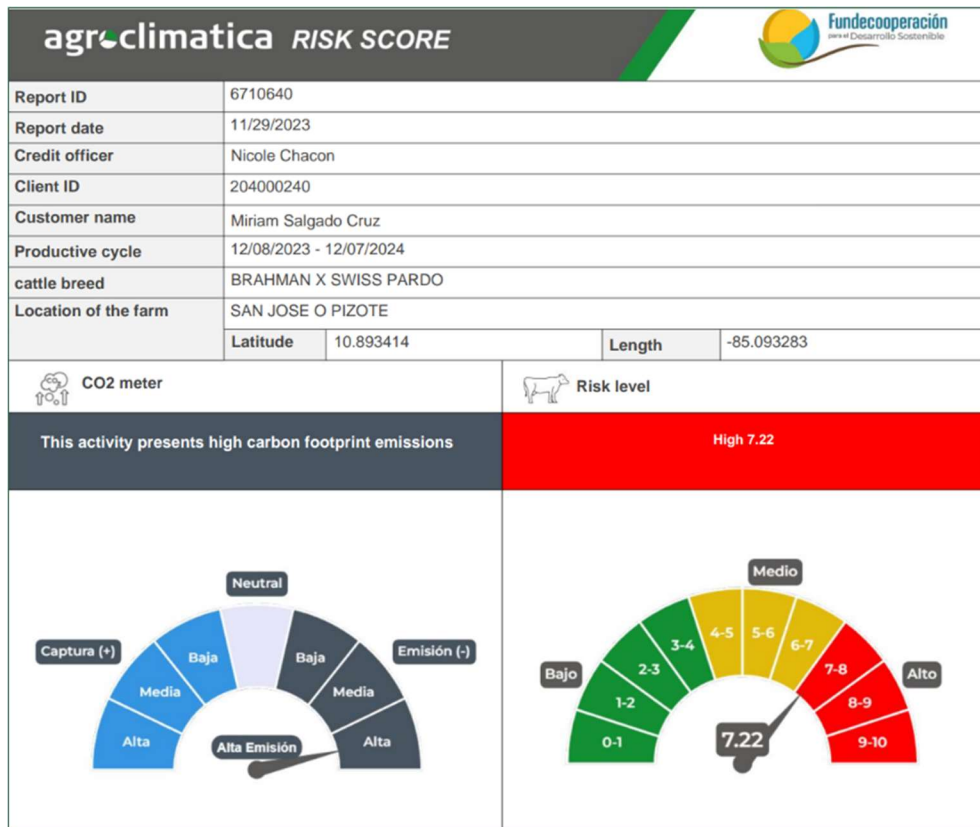 agroclimatica RISK SCORE
Fundecooperación
para el Desarrollo Sostenible
Report ID 6710640
Report date 11/29/2023
Credit officer Nicole Chacon
Client ID 204000240
Customer name Miriam Salgado Cruz
Productive cycle 12/08/2023 - 12/07/2024
cattle breed BRAHMAN X SWISS PARDO
Location of the farm SAN JOSE O PIZOTE
Latitude 10.893414 Length -85.093283
CO2 meter
Risk level
This activity presents high carbon footprint emissions
High 7.22
Neutral
Captura (+)
Emisión (-)
Baja
Baja
Media
Media
Alta
Alta
Alta Emisión
Medio
Bajo
Alto
0-1
1-2
2-3
3-4
4-5
5-6
6-7
7-8
8-9
9-10
7.22